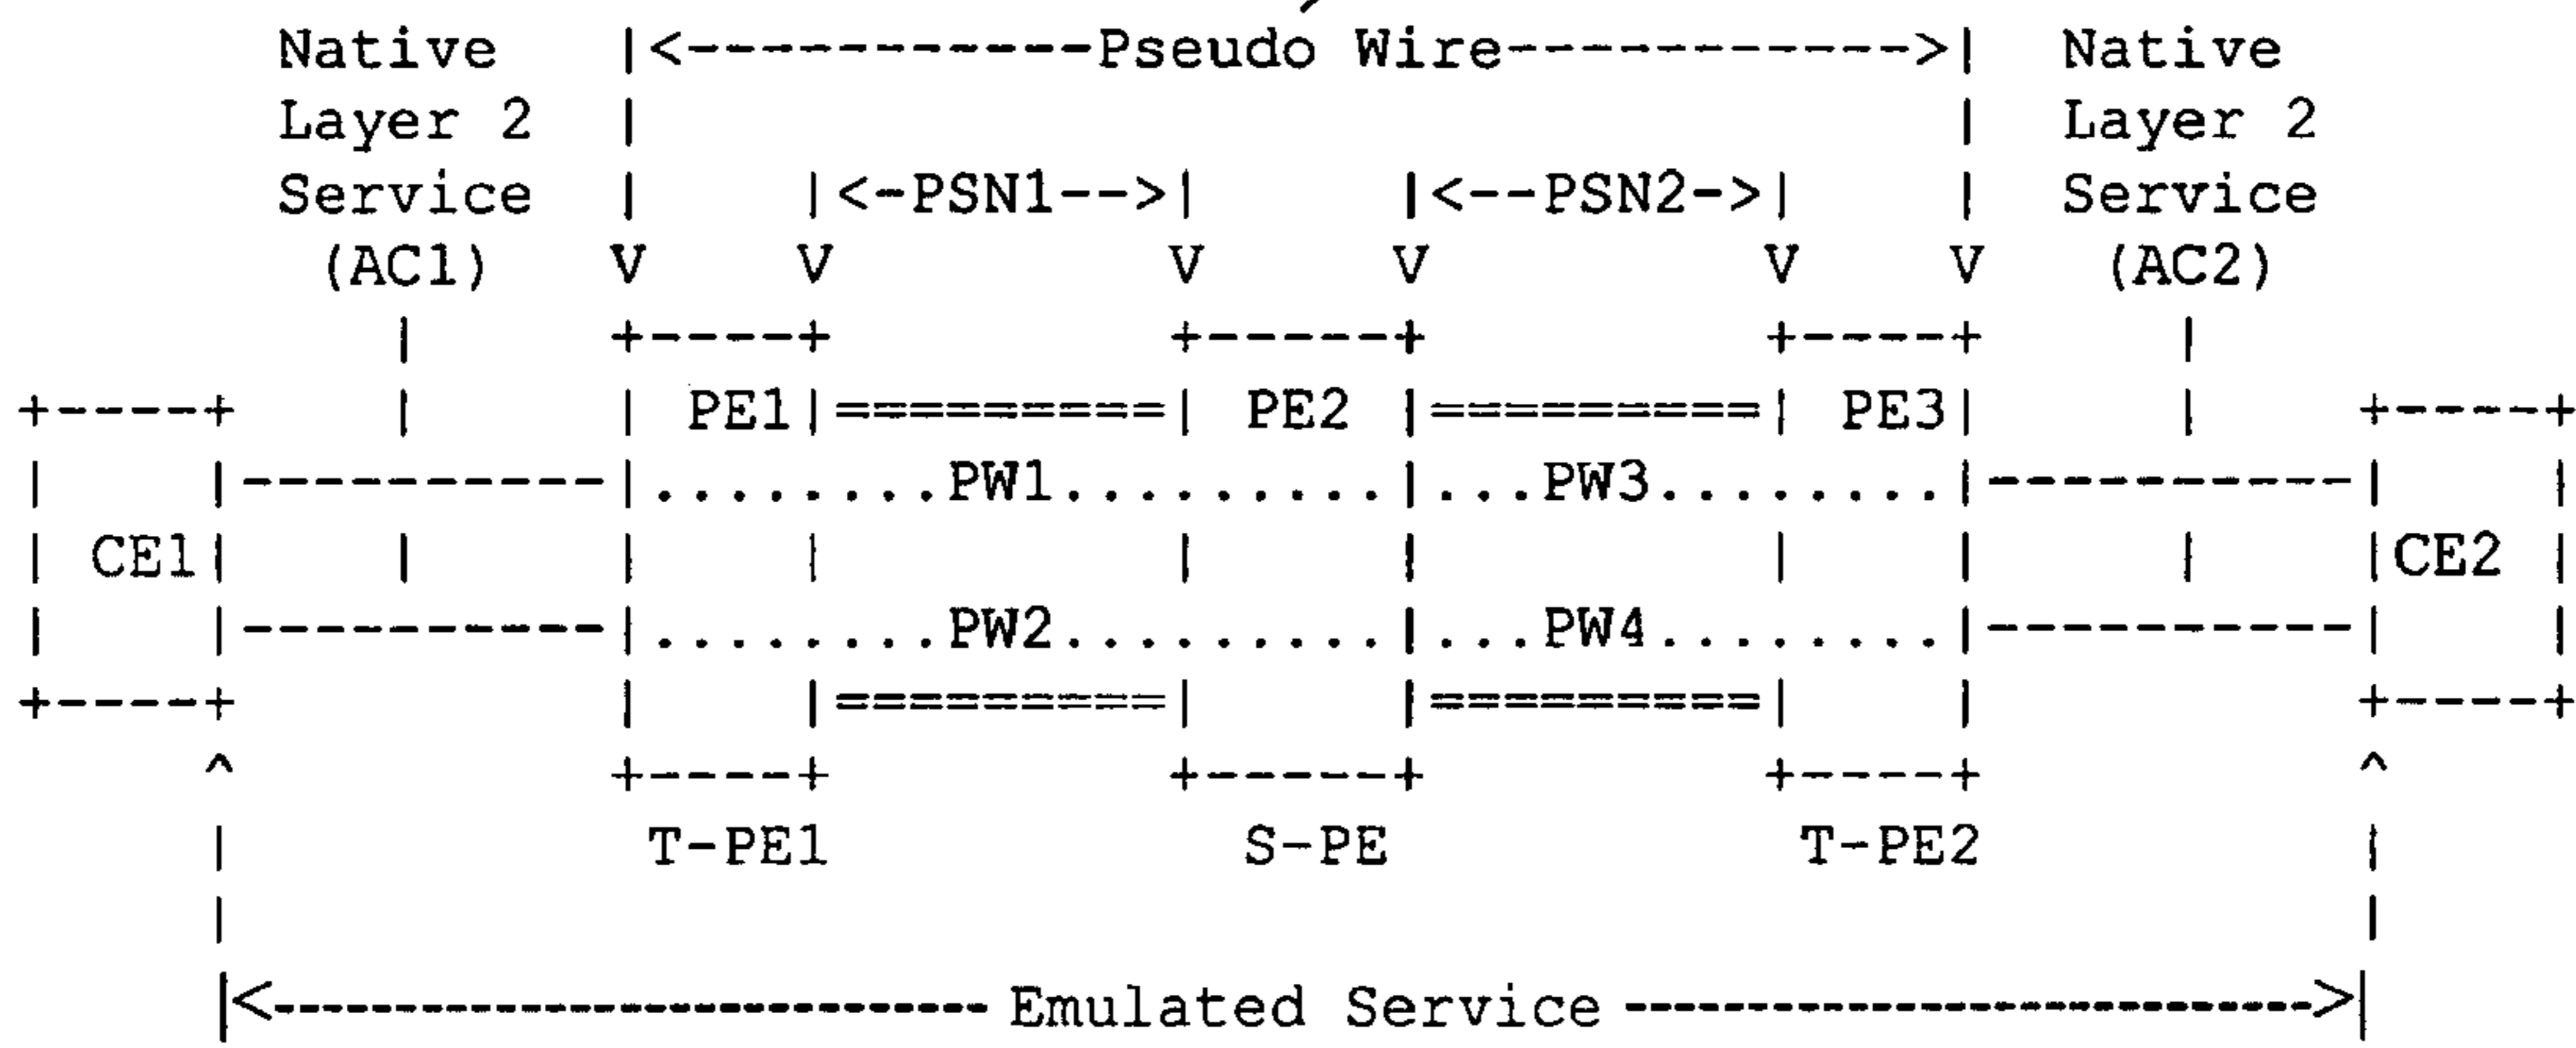 Native |<-----------Pseudo Wire----------->| Native
Layer 2 | | Layer 2
Service | |<-PSN1-->| |<--PSN2->| | Service
(AC1) V V V V V V (AC2)
| +-----+ +------+ +-----+ |
+-----+ | | PE1|=========| PE2 |=========| PE3| | +-----+
| |----------|........PW1.........|...PW3........|----------| |
| CE1| | | | | | | | | |CE2 |
| |----------|........PW2.........|...PW4........|----------| |
+-----+ | |=========| |=========| | +-----+
^ +-----+ +------+ +-----+ ^
| T-PE1 S-PE T-PE2 |
| |
|<-------------------- Emulated Service ------------------->|